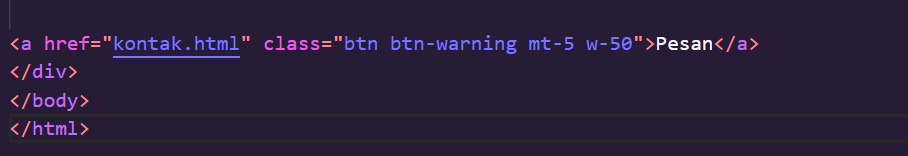 <a href="kontak.html" class="btn btn-warning mt-5 w-50">Pesan</a>
</div>
</body>
</html>